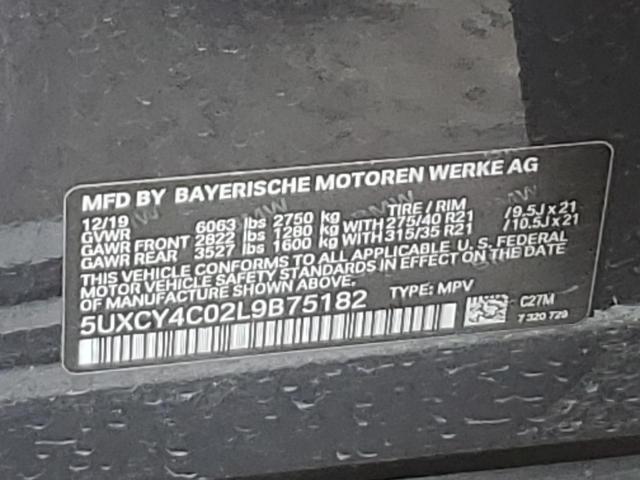 MFD BY BAYERISCHE MOTOREN WERKE AG
12/19 TIRE / RIM
GVWR 6063 lbs 2750 kg
GAWR FRONT 2822 lbs 1280 kg WITH 275/40 R21 / 9.5J x 21
GAWR REAR 3527 lbs 1600 kg WITH 315/35 R21 / 10.5J x 21
THIS VEHICLE CONFORMS TO ALL APPLICABLE U. S. FEDERAL
MOTOR VEHICLE SAFETY STANDARDS IN EFFECT ON THE DATE
OF MANUFACTURE SHOWN ABOVE.
5UXCY4C02L9B75182 TYPE: MPV
C27M
7 320 729